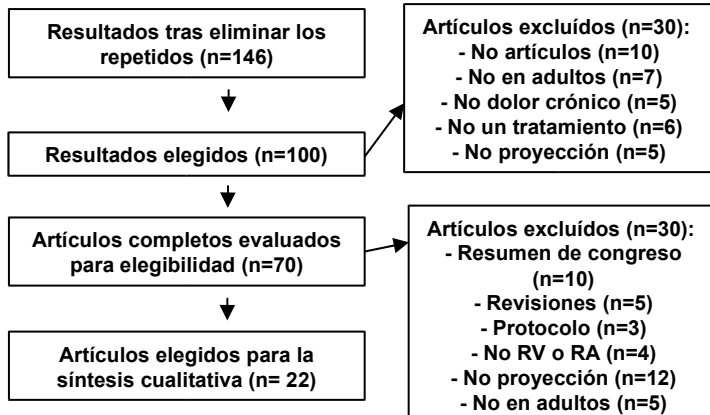 Resultados tras eliminar los
repetidos (n=146)
Artículos excluídos (n=30):
- No artículos (n=10)
- No en adultos (n=7)
- No dolor crónico (n=5)
- No un tratamiento (n=6)
- No proyección (n=5)
Resultados elegidos (n=100)
Artículos completos evaluados
para elegibilidad (n=70)
Artículos excluídos (n=30):
- Resumen de congreso
(n=10)
- Revisiones (n=5)
- Protocolo (n=3)
- No RV o RA (n=4)
- No proyección (n=12)
- No en adultos (n=5)
Artículos elegidos para la
síntesis cualitativa (n= 22)